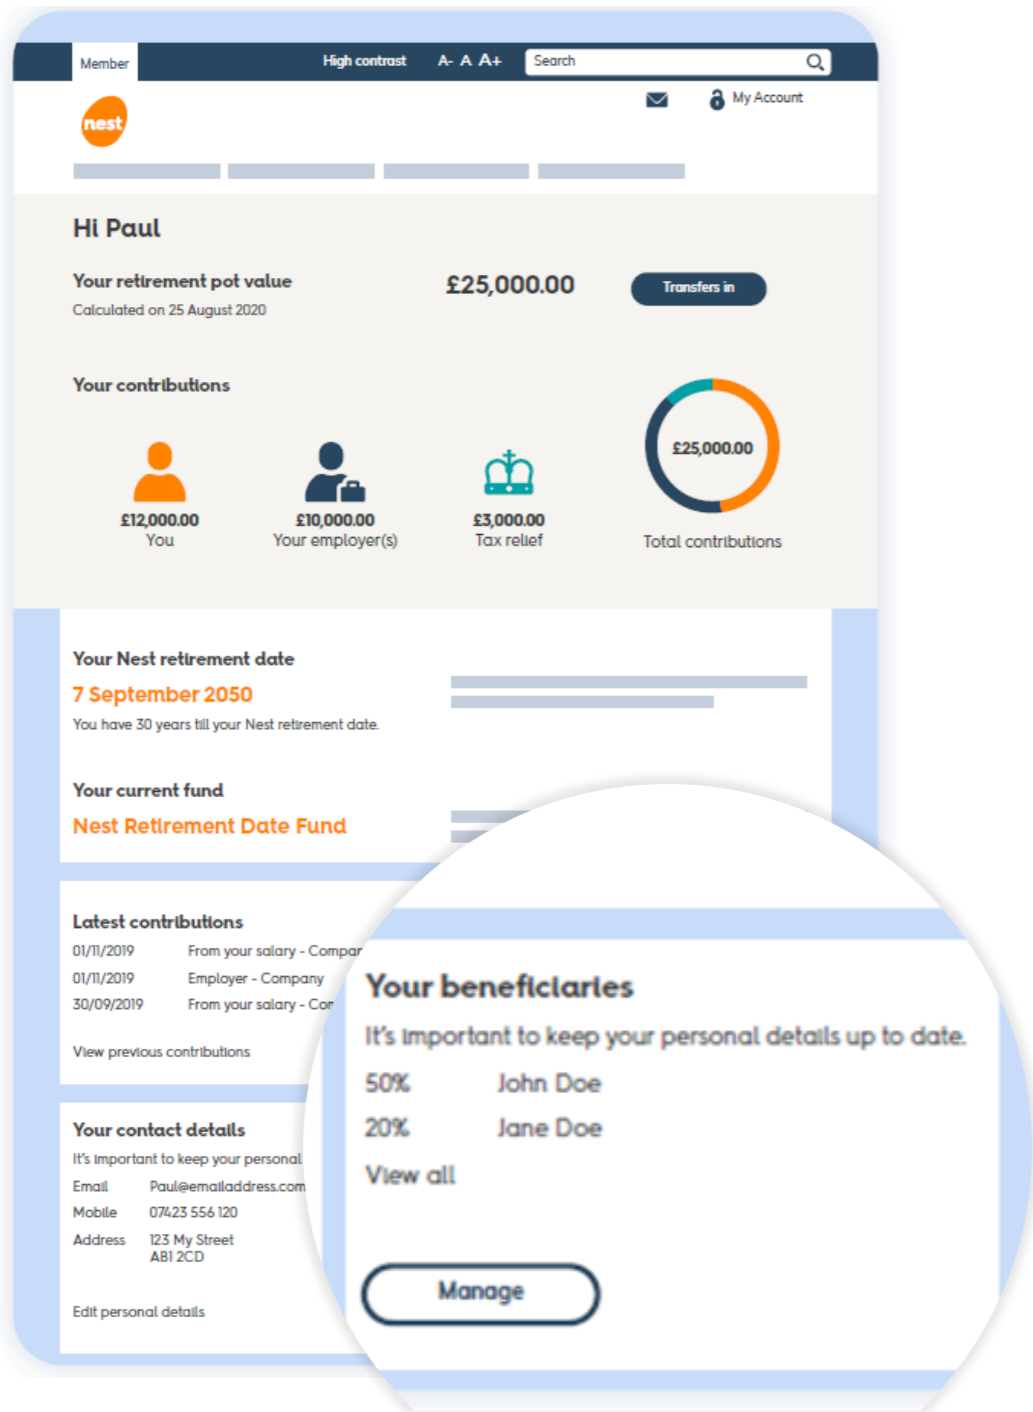 Member High contrast A- A A+ Search
nest
My Account
Hi Paul
Your retirement pot value £25,000.00 Transfers in
Calculated on 25 August 2020
Your contributions
£25,000.00
£12,000.00 £10,000.00 £3,000.00
You Your employer(s) Tax relief Total contributions
Your Nest retirement date
7 September 2050
You have 30 years till your Nest retirement date.
Your current fund
Nest Retirement Date Fund
Latest contributions
01/11/2019 From your salary - Compan
01/11/2019 Employer - Company
30/09/2019 From your salary - Com
View previous contributions
Your contact details
It's important to keep your personal
Email Paul@emailaddress.com
Mobile 07423 556 120
Address 123 My Street
AB1 2CD
Edit personal details
Your beneficiaries
It's important to keep your personal details up to date.
50% John Doe
20% Jane Doe
View all
Manage